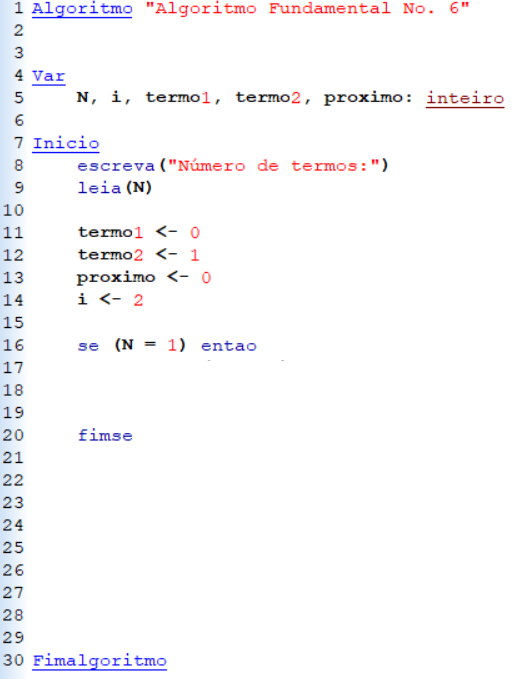 1 Algoritmo "Algoritmo Fundamental No. 6"
2
3
4 Var
5 N, i, termo1, termo2, proximo: inteiro
6
7 Inicio
8 escreva("Número de termos:")
9 leia(N)
10
11 termo1 <- 0
12 termo2 <- 1
13 proximo <- 0
14 i <- 2
15
16 se (N = 1) entao
17
18
19
20 fimse
21
22
23
24
25
26
27
28
29
30 Fimalgoritmo